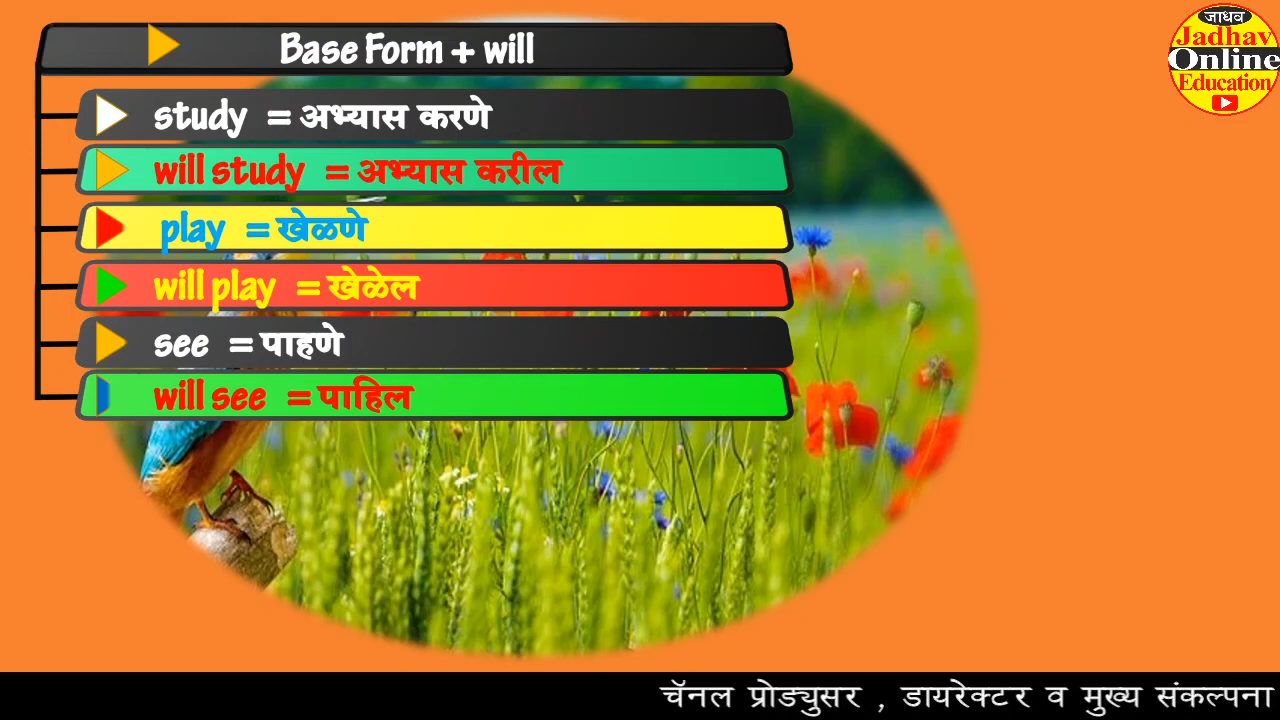 Base Form + will
study = अभ्यास करणे
will study = अभ्यास करील
play = खेळणे
will play = खेळेल
see = पाहणे
will see = पाहिल
जाधव
Jadhav
Online
Education
चॅनल प्रोड्युसर , डायरेक्टर व मुख्य संकल्पना